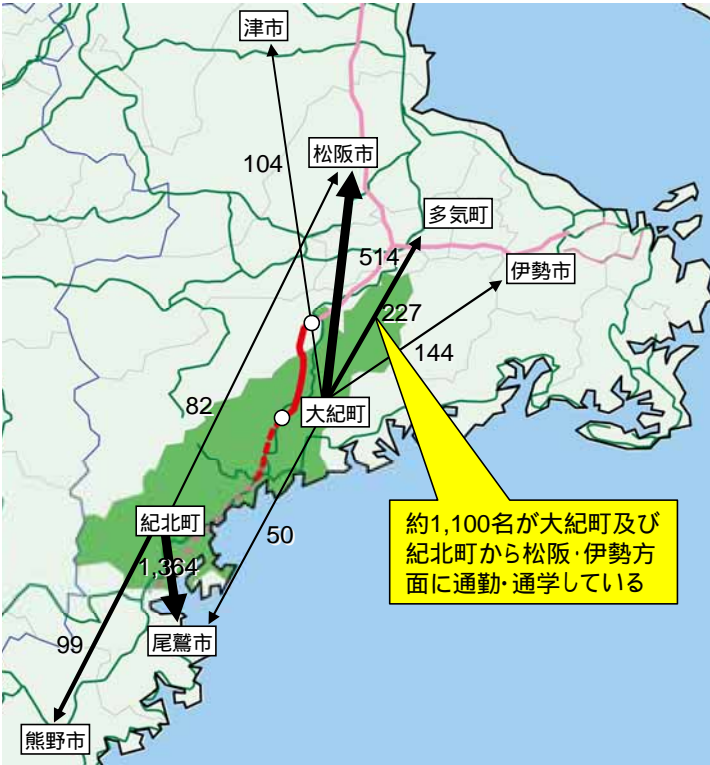 津市
104
松阪市
多気町
514
伊勢市
227
144
82
大紀町
紀北町
50
約1,100名が大紀町及び
紀北町から松阪・伊勢方
面に通勤・通学している
1,364
99
尾鷲市
熊野市